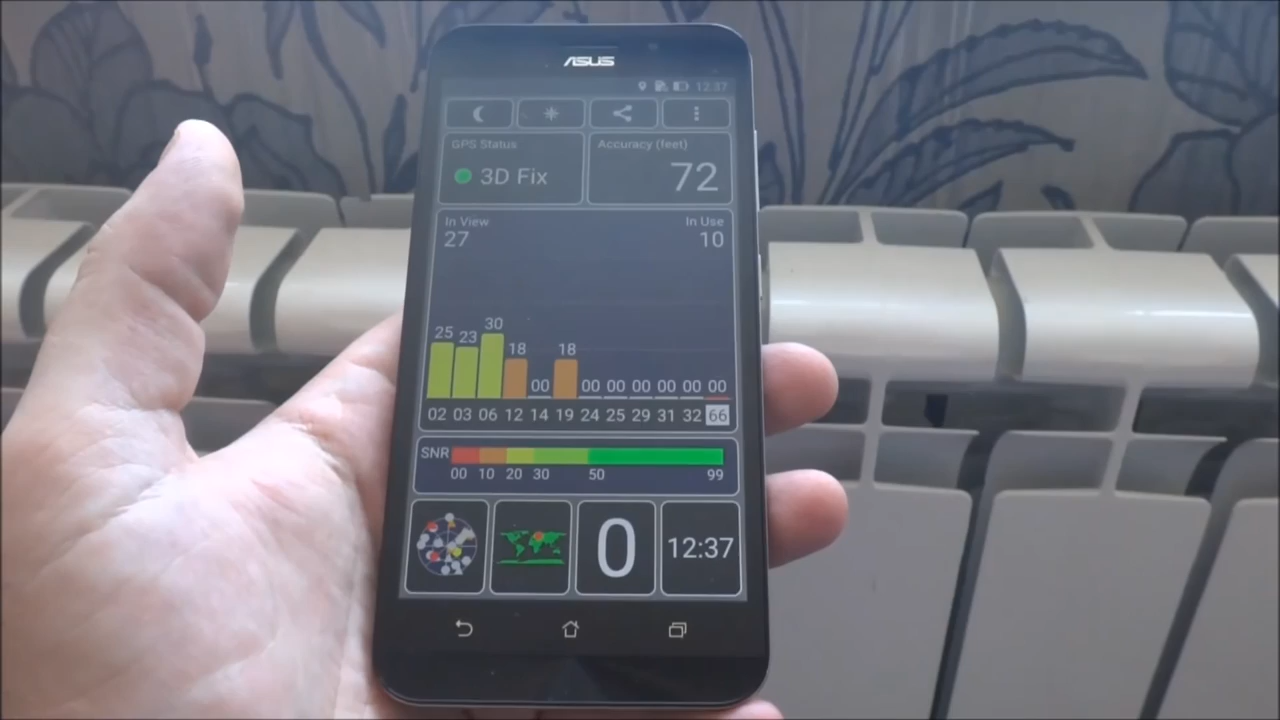 ASUS
12:37
GPS Status
Accuracy (feet)
3D Fix
72
In View
In Use
27
10
25 23 30 18 00 18 00 00 00 00 00 00
02 03 06 12 14 19 24 25 29 31 32 66
SNR
00 10 20 30 50 99
0
12:37